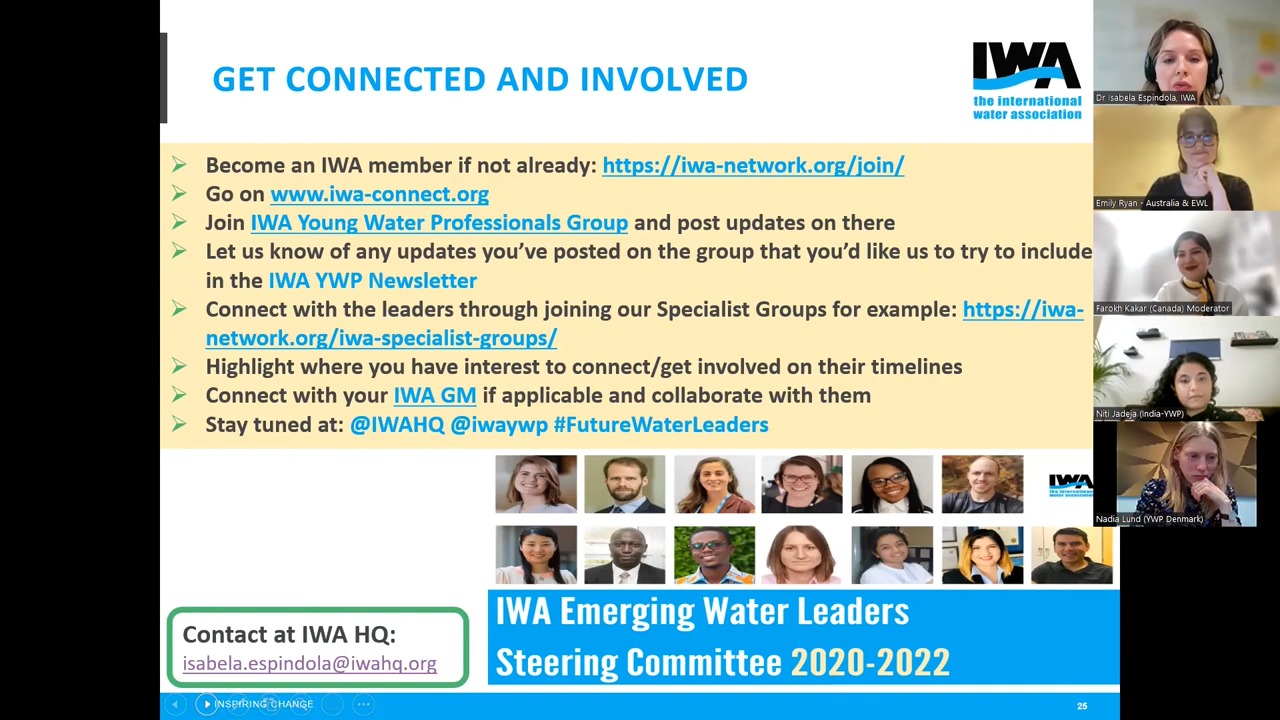 GET CONNECTED AND INVOLVED
IWA
the international
water association
Become an IWA member if not already: https://iwa-network.org/join/
Go on www.iwa-connect.org
Join IWA Young Water Professionals Group and post updates on there
Let us know of any updates you’ve posted on the group that you’d like us to try to include
in the IWA YWP Newsletter
Connect with the leaders through joining our Specialist Groups for example: https://iwa-
network.org/iwa-specialist-groups/
Highlight where you have interest to connect/get involved on their timelines
Connect with your IWA GM if applicable and collaborate with them
Stay tuned at: @IWAHQ @iwaywp #FutureWaterLeaders
IWA
IWA Emerging Water Leaders
Steering Committee 2020-2022
Contact at IWA HQ:
isabela.espindola@iwahq.org
INSPIRING CHANGE
25
Dr Isabela Espindola, IWA
Emily Ryan - Australia & EWL
Farokh Kakar (Canada) Moderator
Niti Jadeja (India-YWP)
Nadia Lund (YWP Denmark)